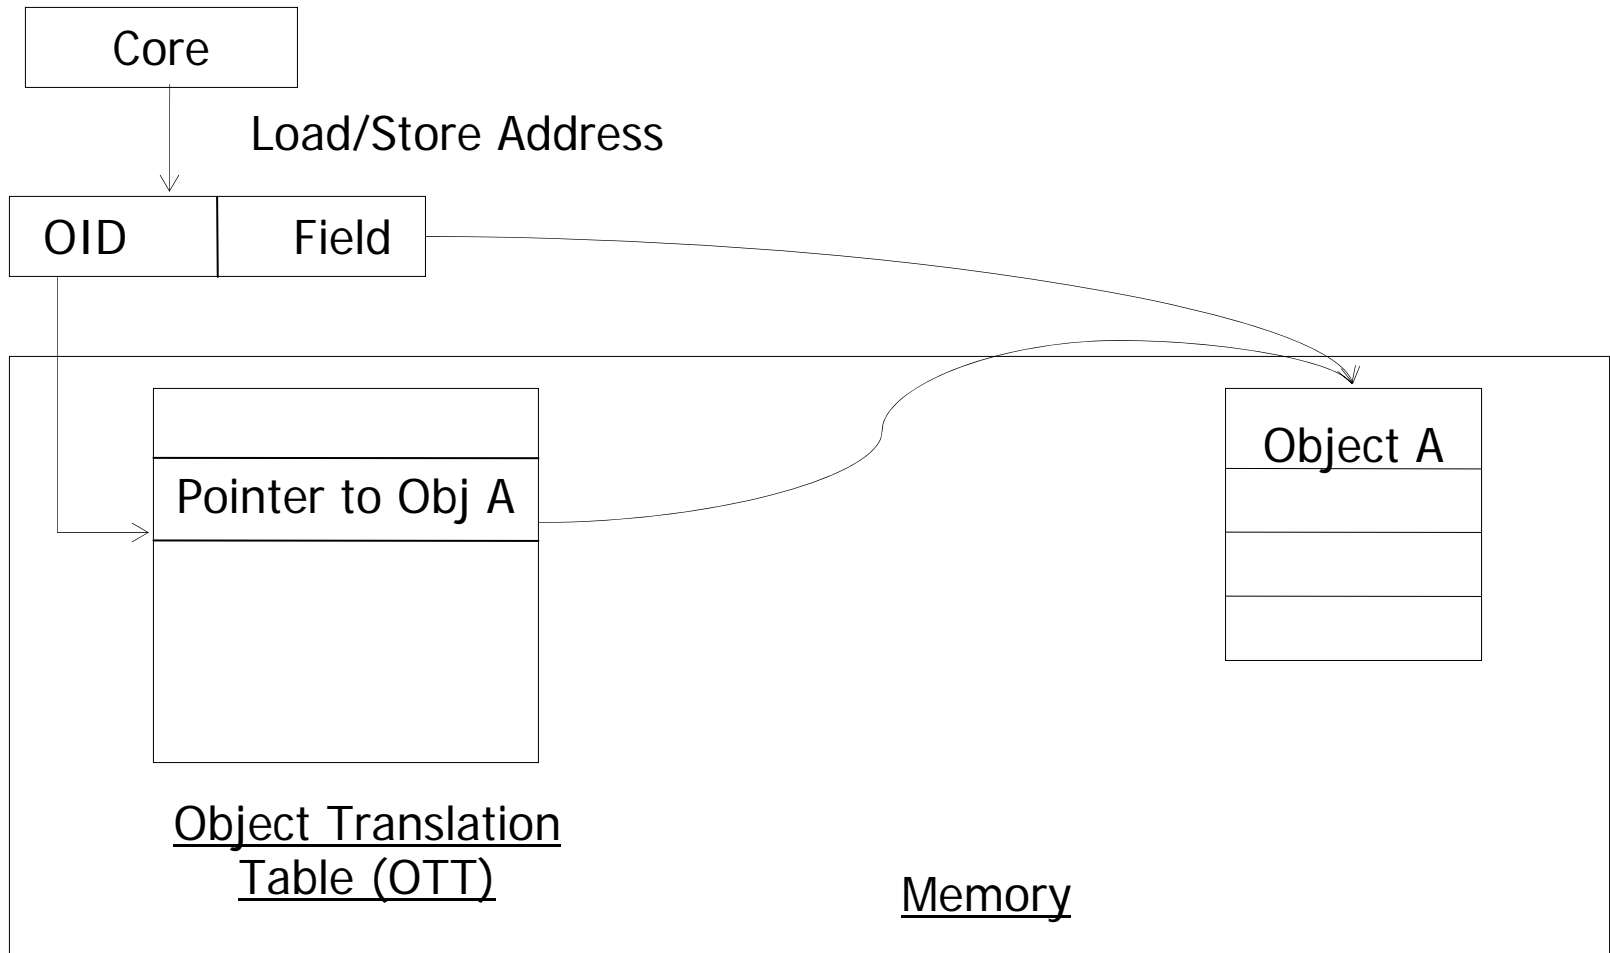 Core
Load/Store Address
OID
Field
Pointer to Obj A
Object A
Object Translation
Table (OTT)
Memory